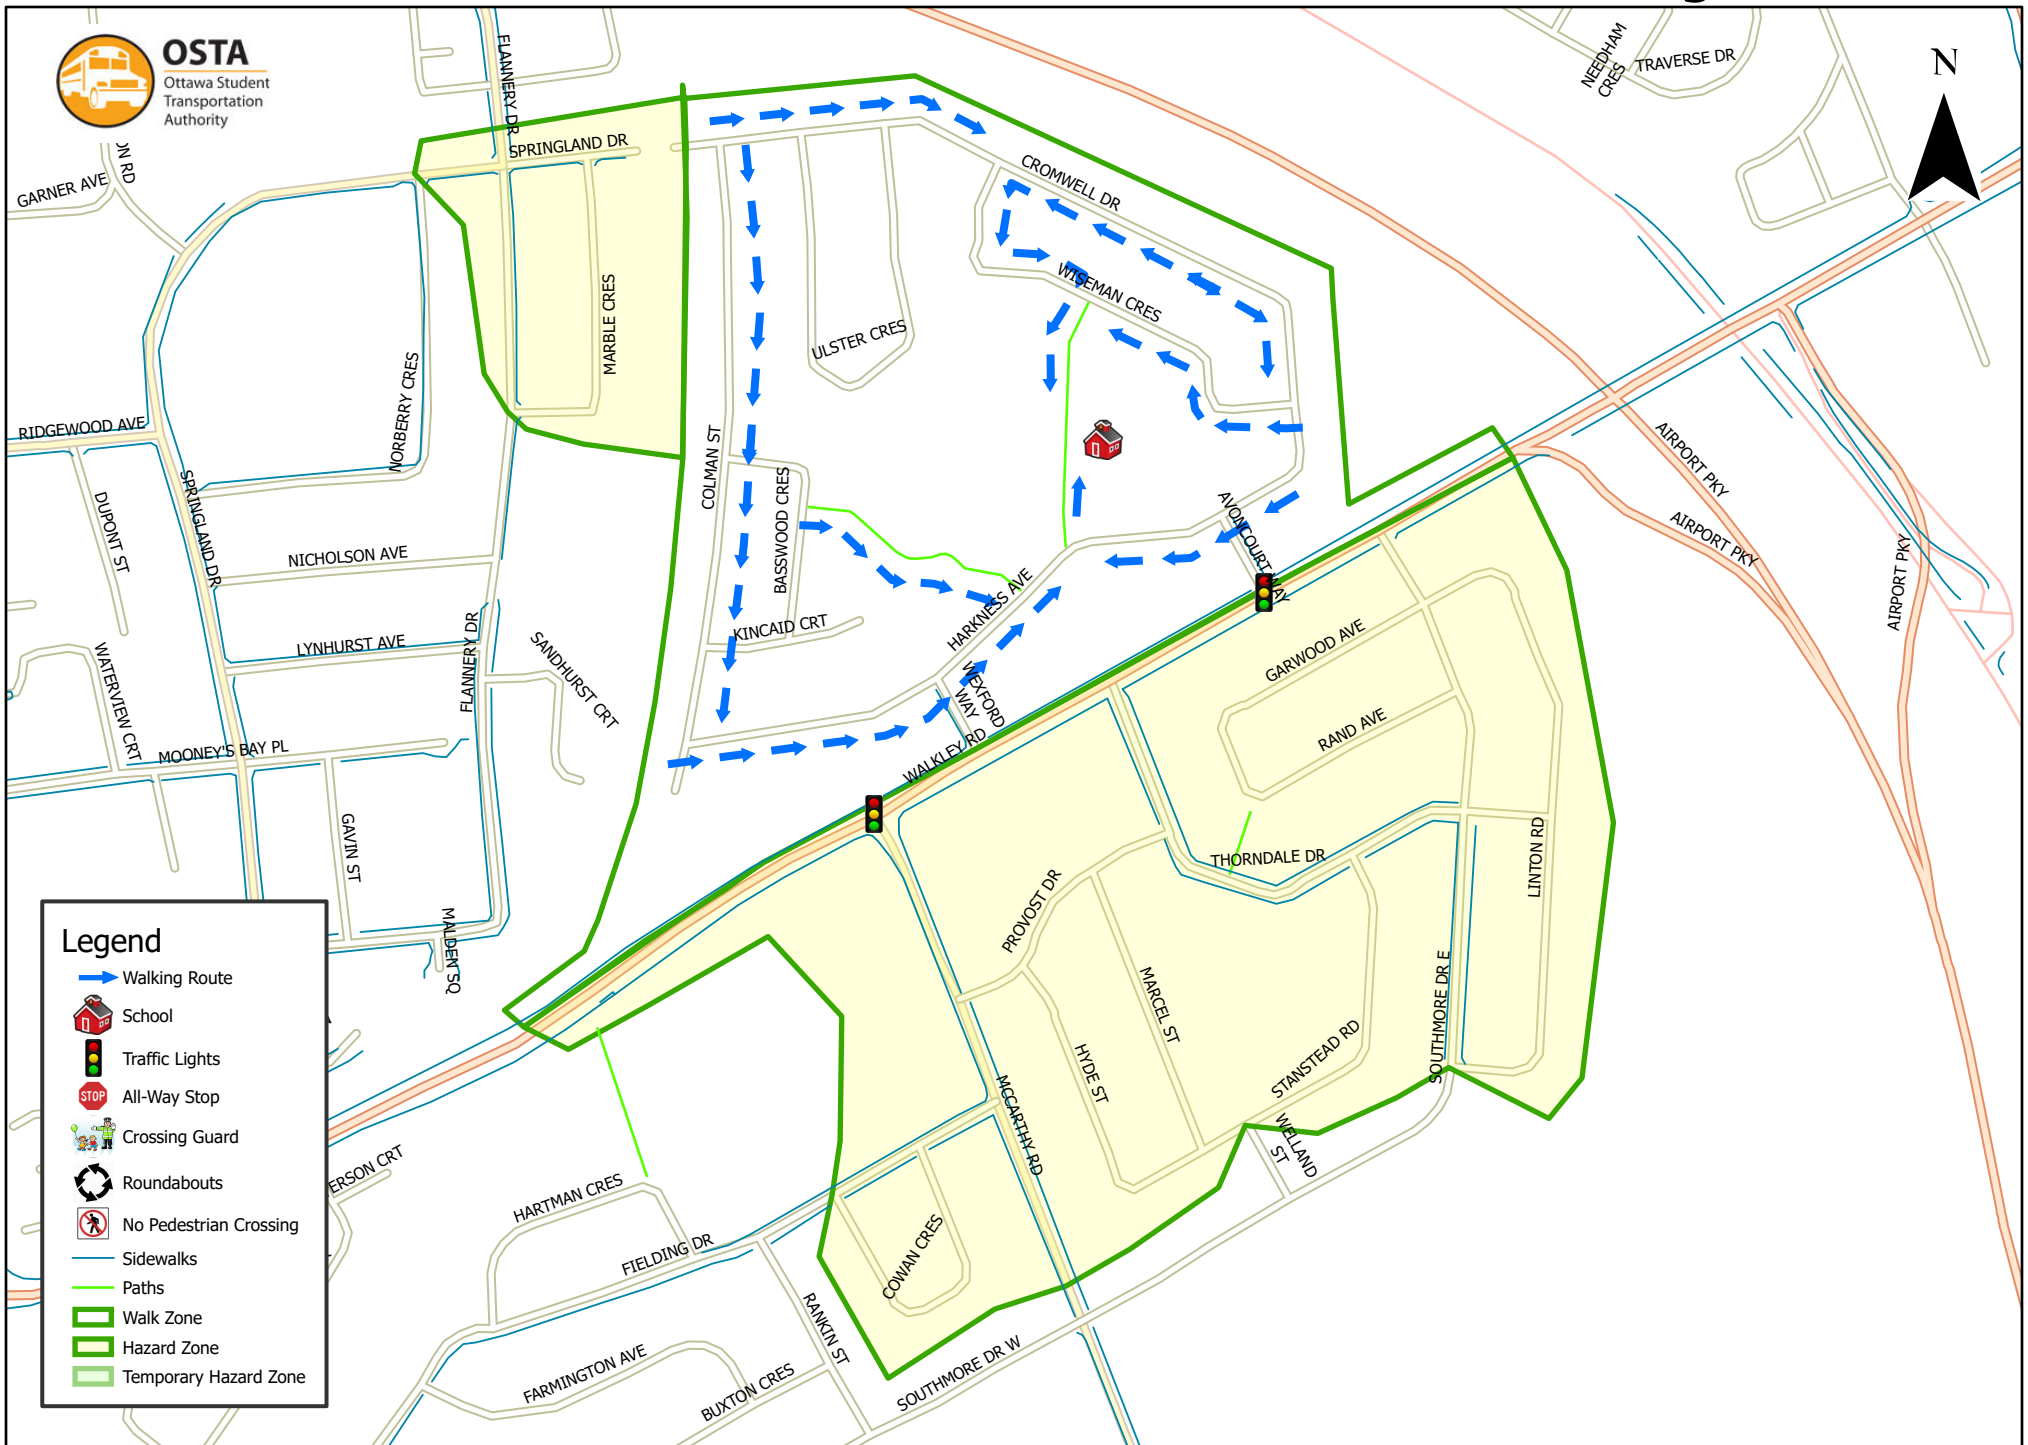 OSTA
Ottawa Student
Transportation
Authority
N
NEEDHAM
CRES
TRAVERSE DR
FLANNERY DR
SPRINGLAND DR
ON RD
GARNER AVE
CROMWELL DR
WISEMAN CRES
MARBLE CRES
ULSTER CRES
NORBERRY CRES
RIDGEWOOD AVE
SPRINGLAND DR
DUPONT ST
COLMAN ST
BASSWOOD CRES
AVONCOURT WAY
AIRPORT PKY
AIRPORT PKY
AIRPORT PKY
NICHOLSON AVE
LYNHURST AVE
FLANNERY DR
SANDHURST CRT
KINCAID CRT
HARKNESS AVE
WEXFORD
WAY
WALKLEY RD
GARWOOD AVE
RAND AVE
WATERVIEW CRT
MOONEY'S BAY PL
GAVIN ST
MALDEN SQ
THORNDALE DR
LINTON RD
PROVOST DR
MARCEL ST
HYDE ST
STANSTEAD RD
SOUTHMORE DR E
MCCARTHY RD
WELLAND
ST
ERSON CRT
HARTMAN CRES
FIELDING DR
COWAN CRES
RANKIN ST
FARMINGTON AVE
BUXTON CRES
SOUTHMORE DR W
Legend
Walking Route
School
Traffic Lights
STOP
All-Way Stop
Crossing Guard
Roundabouts
No Pedestrian Crossing
Sidewalks
Paths
Walk Zone
Hazard Zone
Temporary Hazard Zone